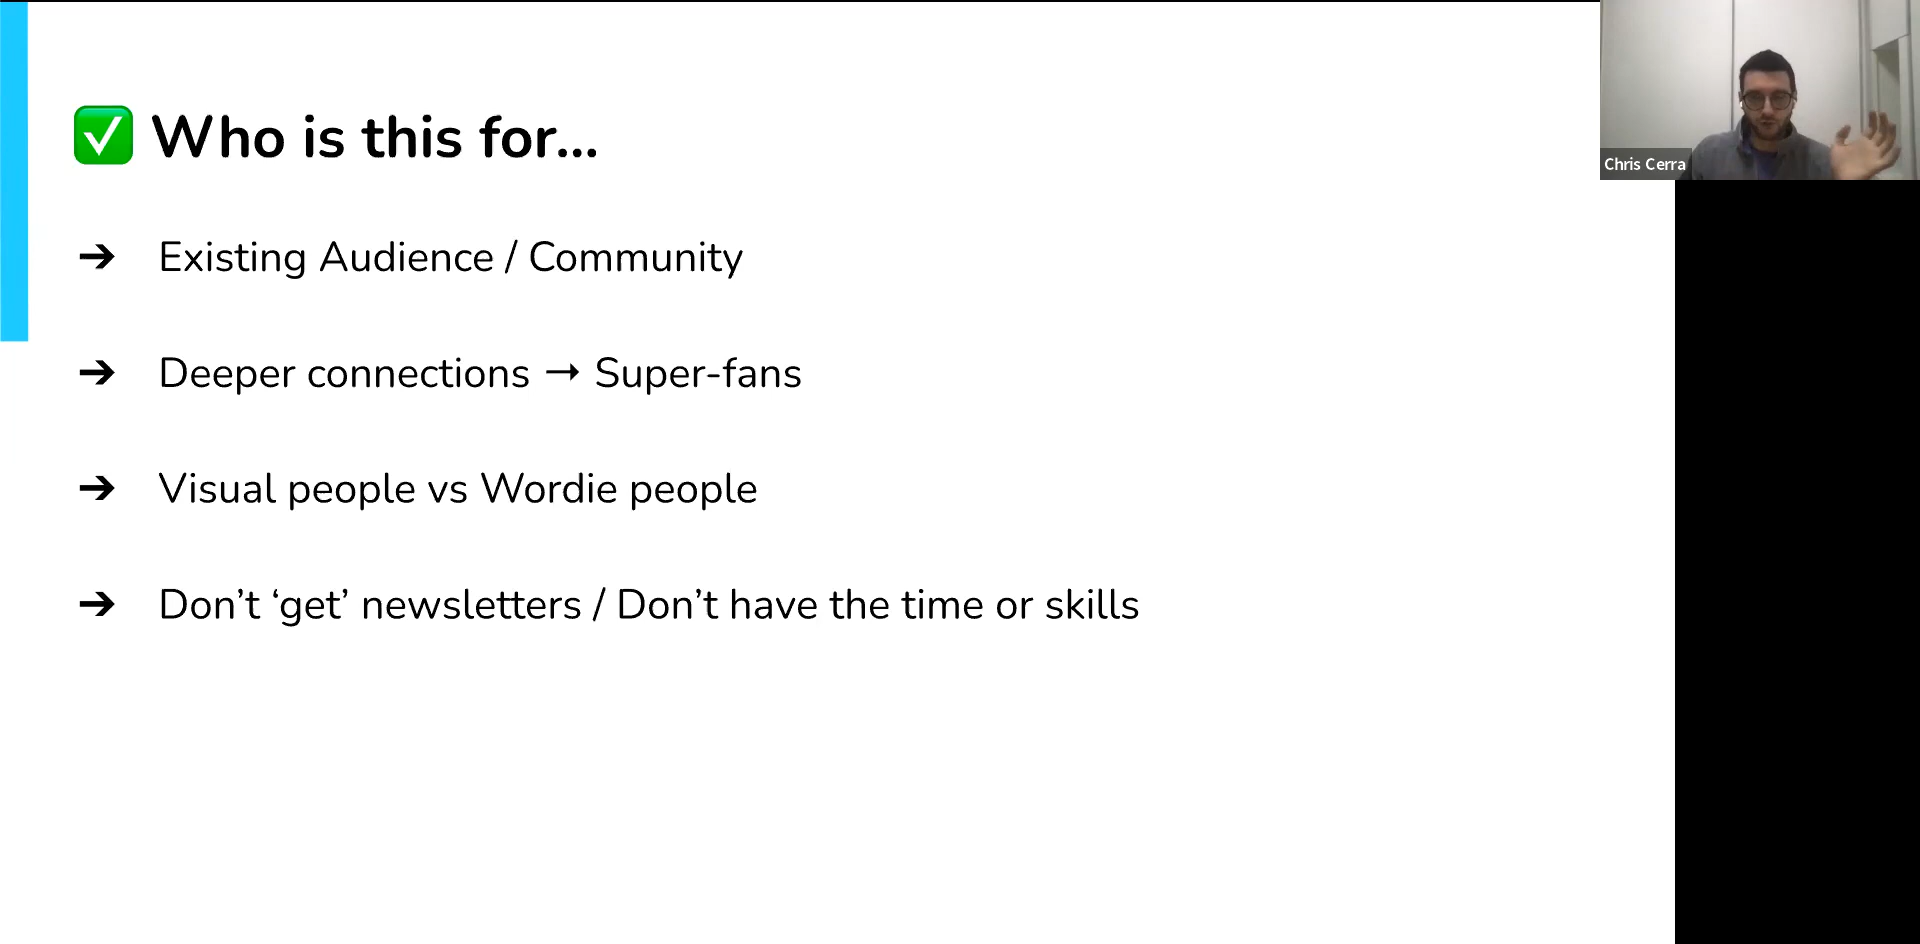 ✅ Who is this for...
➔ Existing Audience / Community
➔ Deeper connections → Super-fans
➔ Visual people vs Wordie people
➔ Don’t ‘get’ newsletters / Don’t have the time or skills
Chris Cerra